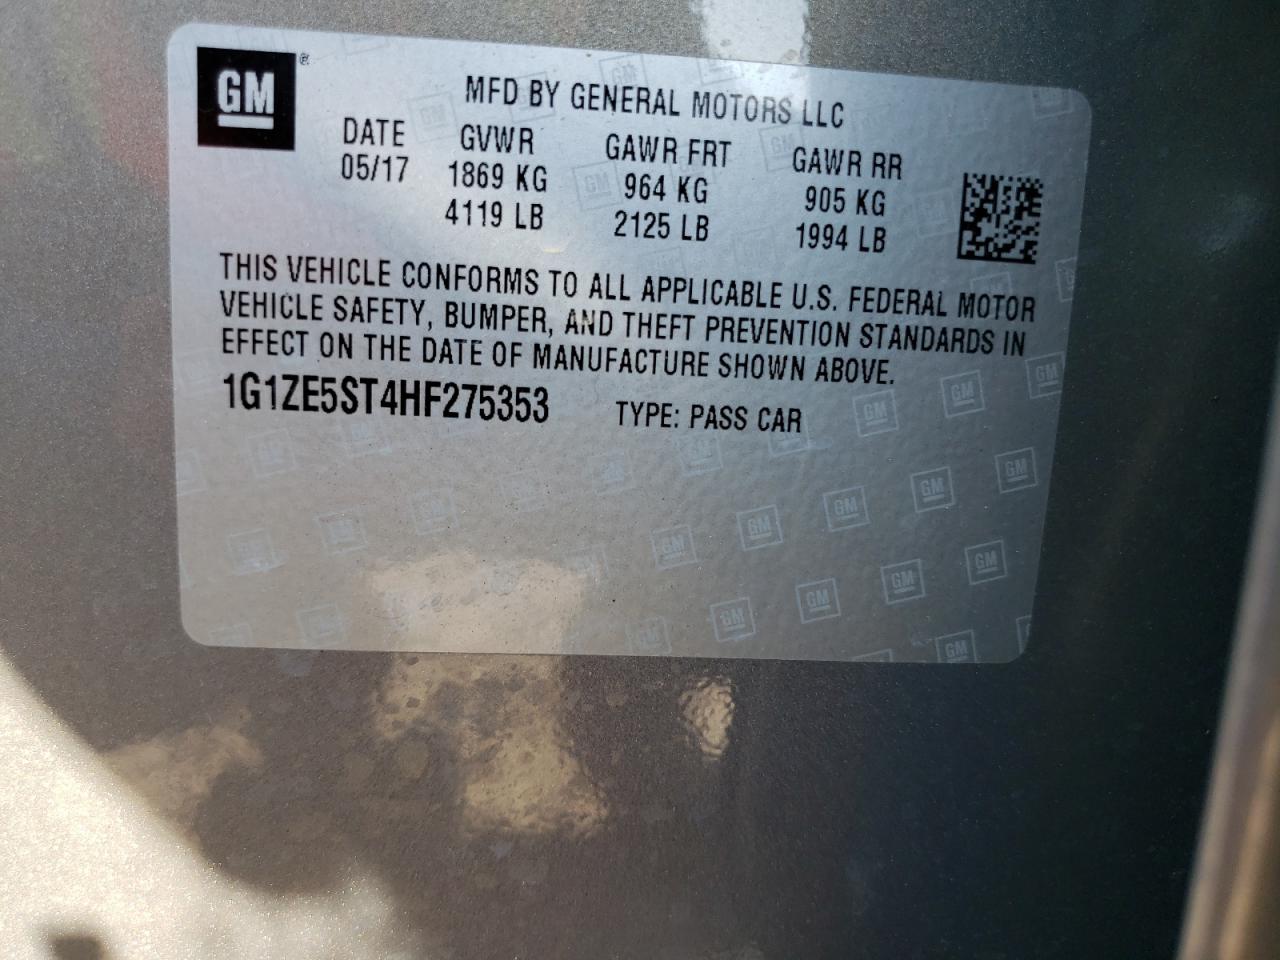 GM®
MFD BY GENERAL MOTORS LLC
DATE GVWR GAWR FRT GAWR RR
05/17 1869 KG 964 KG 905 KG
4119 LB 2125 LB 1994 LB
THIS VEHICLE CONFORMS TO ALL APPLICABLE U.S. FEDERAL MOTOR
VEHICLE SAFETY, BUMPER, AND THEFT PREVENTION STANDARDS IN
EFFECT ON THE DATE OF MANUFACTURE SHOWN ABOVE.
1G1ZE5ST4HF275353 TYPE: PASS CAR